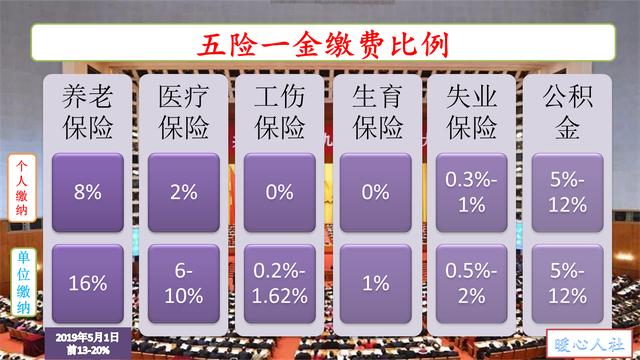 五险一金缴费比例
养老
保险
医疗
保险
工伤
保险
生育
保险
失业
保险
公积
金
个人缴纳
8%
2%
0%
0%
0.3%-
1%
5%-
12%
单位缴纳
16%
6-
10%
0.2%-
1.62%
1%
0.5%-
2%
5%-
12%
2019年5月1日
前13-20%
暖心人社